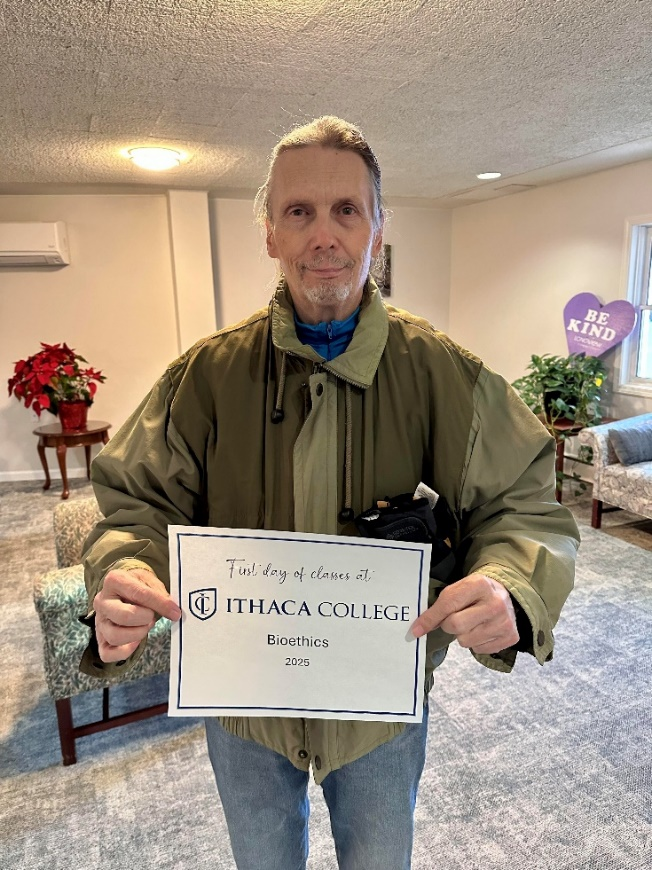 BE
KIND
First day of classes at
IC
ITHACA COLLEGE
Bioethics
2025